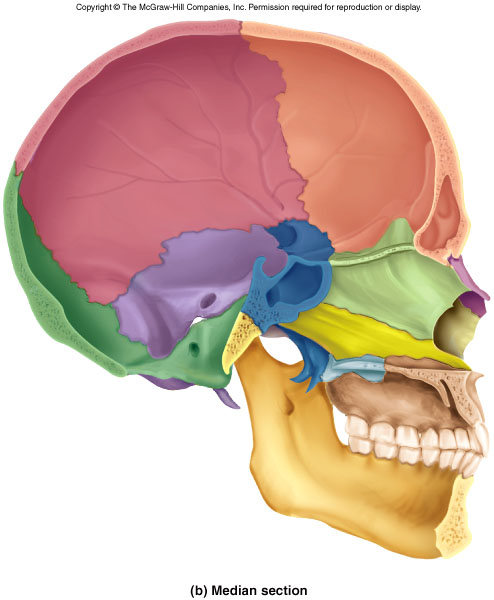 Copyright © The McGraw-Hill Companies, Inc. Permission required for reproduction or display.
(b) Median section